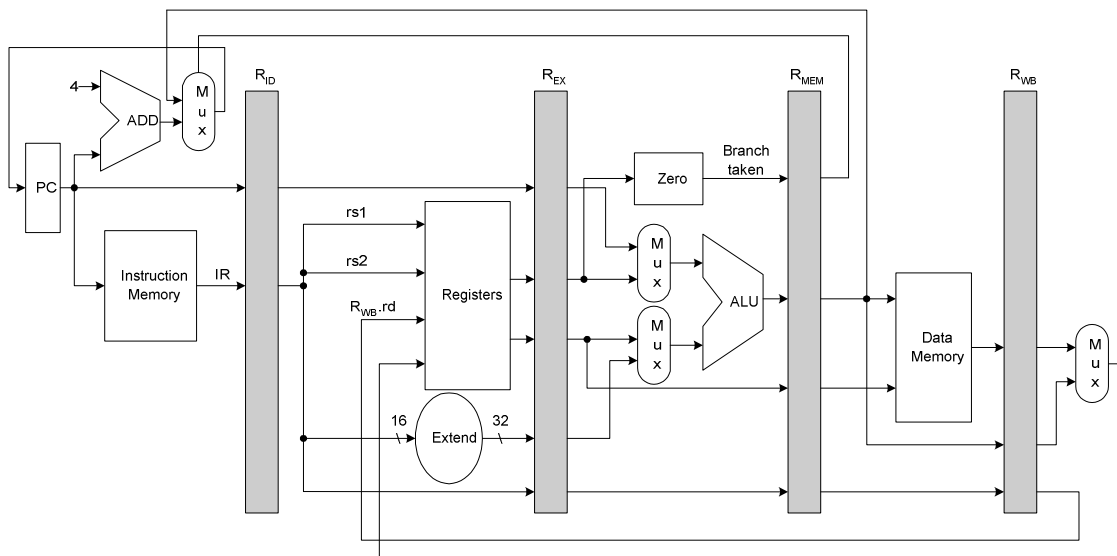 R_ID
R_EX
R_MEM
R_WB
4
ADD
M
u
x
PC
Instruction
Memory
IR
rs1
rs2
R_WB.rd
Registers
16
Extend
32
Zero
Branch
taken
M
u
x
M
u
x
ALU
Data
Memory
M
u
x